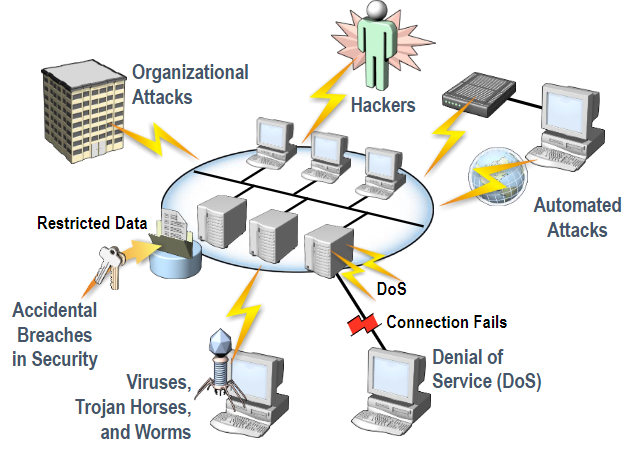 Organizational
Attacks
Hackers
Automated
Attacks
Restricted Data
DoS
Accidental
Breaches
in Security
Connection Fails
Denial of
Service (DoS)
Viruses,
Trojan Horses,
and Worms